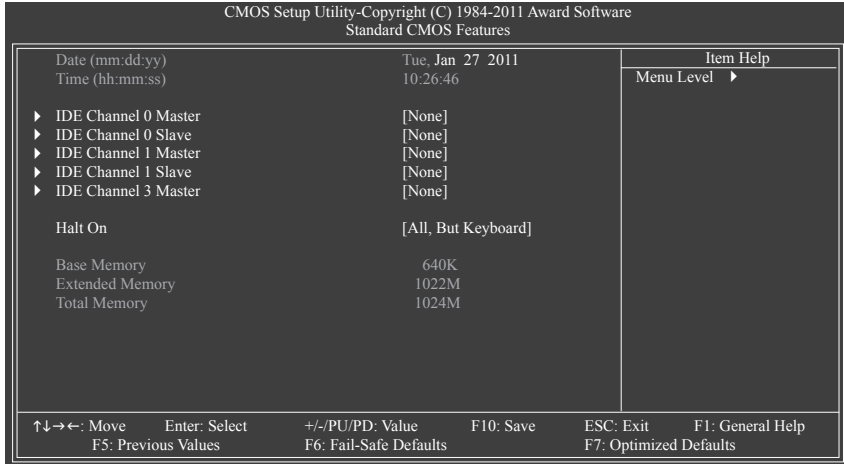 CMOS Setup Utility-Copyright (C) 1984-2011 Award Software
Standard CMOS Features
Date (mm:dd:yy) Tue, Jan 27 2011
Time (hh:mm:ss) 10:26:46
IDE Channel 0 Master [None]
IDE Channel 0 Slave [None]
IDE Channel 1 Master [None]
IDE Channel 1 Slave [None]
IDE Channel 3 Master [None]
Halt On [All, But Keyboard]
Base Memory 640K
Extended Memory 1022M
Total Memory 1024M
Item Help
Menu Level ▶
↑↓→←: Move Enter: Select +/-/PU/PD: Value F10: Save ESC: Exit F1: General Help
F5: Previous Values F6: Fail-Safe Defaults F7: Optimized Defaults